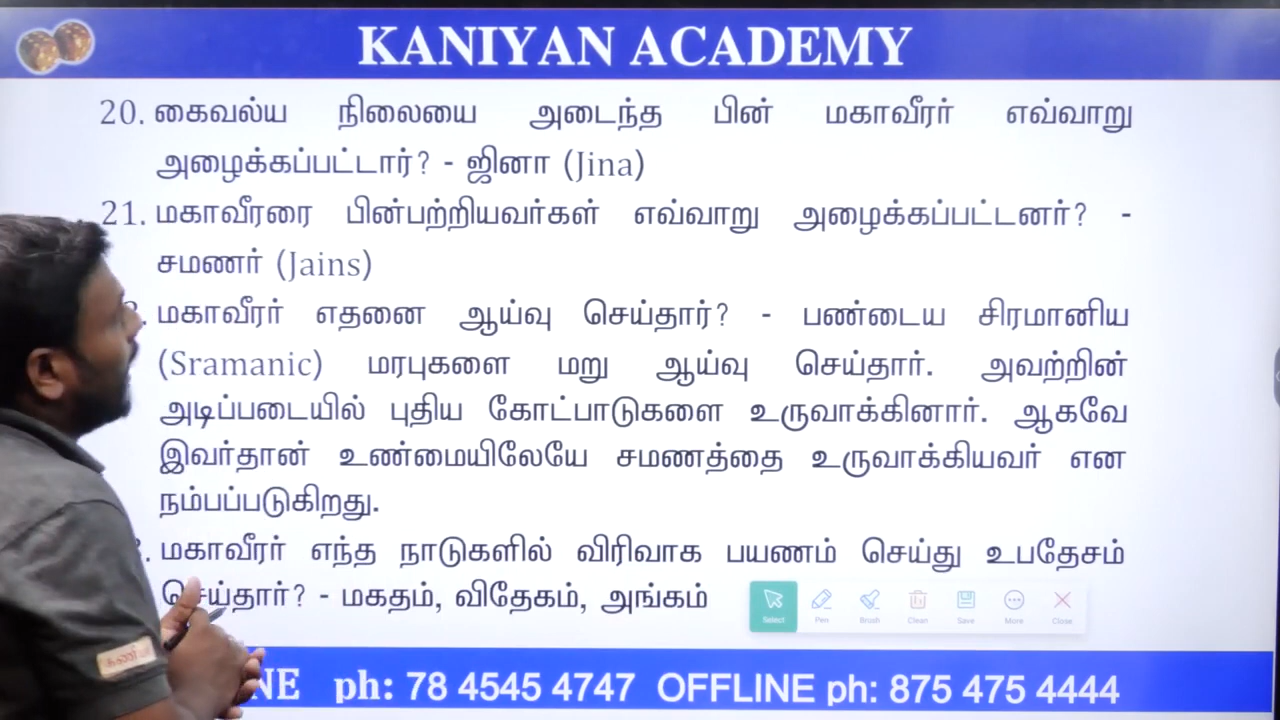 KANIYAN ACADEMY
20. கைவல்ய நிலையை அடைந்த பின் மகாவீரர் எவ்வாறு
அழைக்கப்பட்டார்? - ஜினா (Jina)
21. மகாவீரரை பின்பற்றியவர்கள் எவ்வாறு அழைக்கப்பட்டனர்? -
சமணர் (Jains)
மகாவீரர் எதனை ஆய்வு செய்தார்? - பண்டைய சிரமானிய
(Sramanic) மரபுகளை மறு ஆய்வு செய்தார். அவற்றின்
அடிப்படையில் புதிய கோட்பாடுகளை உருவாக்கினார். ஆகவே
இவர்தான் உண்மையிலேயே சமணத்தை உருவாக்கியவர் என
நம்பப்படுகிறது.
மகாவீரர் எந்த நாடுகளில் விரிவாக பயணம் செய்து உபதேசம்
செய்தார்? - மகதம், விதேகம், அங்கம்
Select Pen Brush Clean Save More Close
ph: 78 4545 4747 OFFLINE ph: 875 475 4444